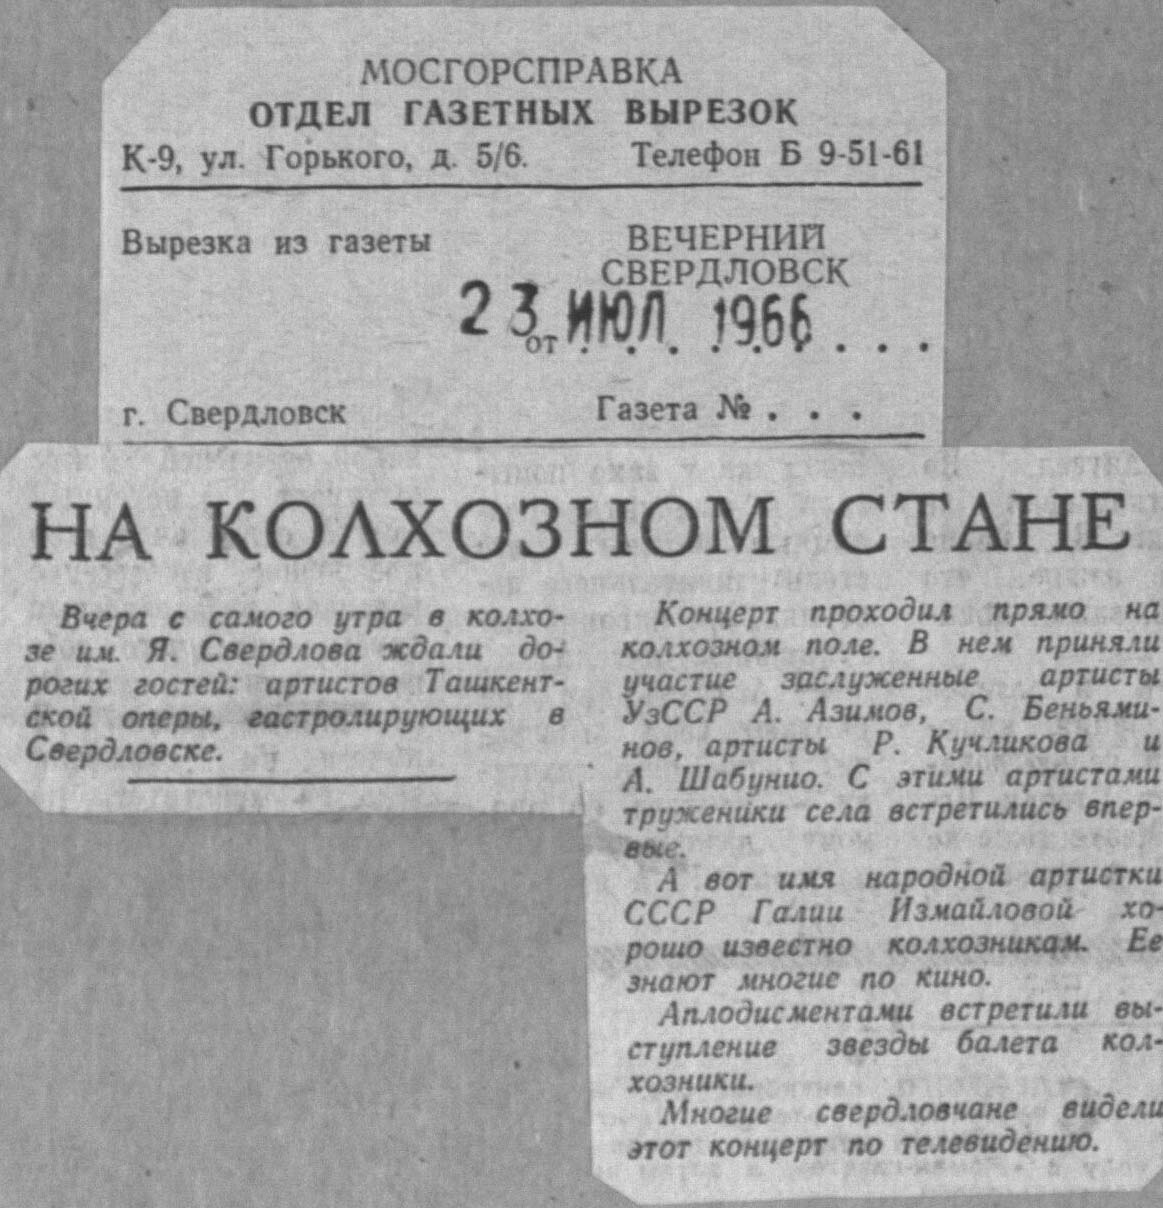 МОСГОРСПРАВКА
ОТДЕЛ ГАЗЕТНЫХ ВЫРЕЗОК
К-9, ул. Горького, д. 5/6. Телефон Б 9-51-61
Вырезка из газеты
ВЕЧЕРНИЙ
СВЕРДЛОВСК
23 от ИЮЛ. 1966 . . .
г. Свердловск Газета № . . .
НА КОЛХОЗНОМ СТАНЕ
Вчера с самого утра в колхо-
зе им. Я. Свердлова ждали до-
рогих гостей: артистов Ташкент-
ской оперы, гастролирующих в
Свердловске.
Концерт проходил прямо на
колхозном поле. В нем приняли
участие заслуженные артисты
УзССР А. Азимов, С. Беньями-
нов, артисты Р. Кучликова и
А. Шабунио. С этими артистами
труженики села встретились впер-
вые.
А вот имя народной артистки
СССР Галии Измайловой хо-
рошо известно колхозникам. Ее
знают многие по кино.
Аплодисментами встретили вы-
ступление звезды балета кол-
хозники.
Многие свердловчане видели
этот концерт по телевидению.